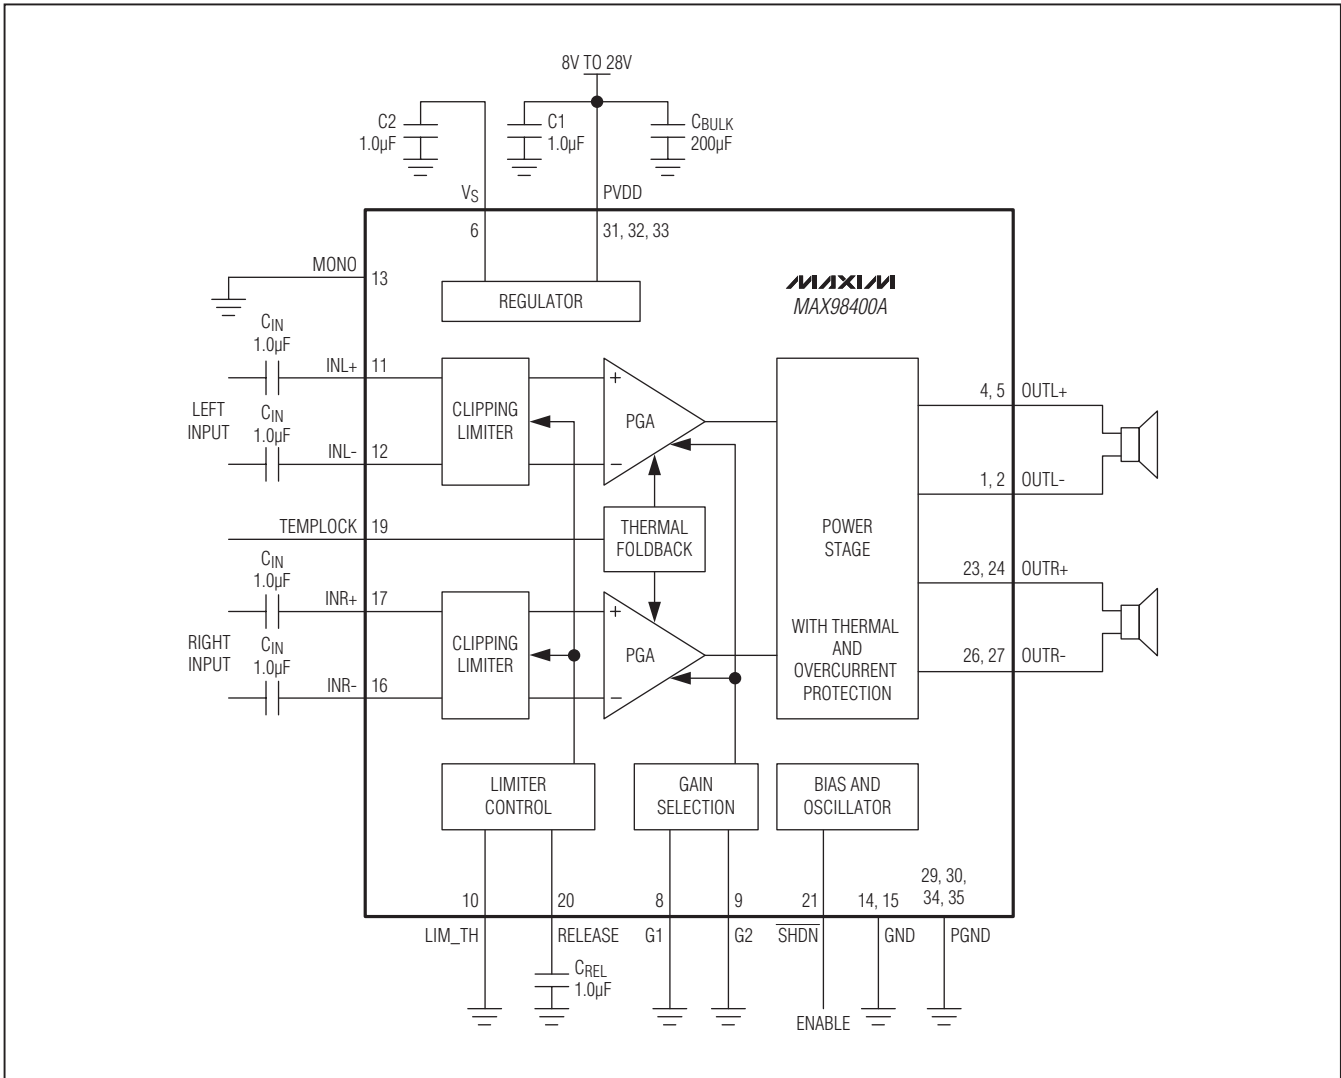 8V TO 28V
C2
1.0µF
C1
1.0µF
CBULK
200µF
VS
PVDD
6
31, 32, 33
MONO
13
REGULATOR
MAXIM
MAX98400A
CIN
1.0µF
INL+
11
LEFT
INPUT
CIN
1.0µF
INL-
12
CLIPPING
LIMITER
+
PGA
−
4, 5
OUTL+
1, 2
OUTL-
TEMPLOCK
19
THERMAL
FOLDBACK
POWER
STAGE
WITH THERMAL
AND
OVERCURRENT
PROTECTION
CIN
1.0µF
INR+
17
RIGHT
INPUT
CIN
1.0µF
INR-
16
CLIPPING
LIMITER
+
PGA
−
23, 24
OUTR+
26, 27
OUTR-
LIMITER
CONTROL
GAIN
SELECTION
BIAS AND
OSCILLATOR
10
20
8
9
21
14, 15
29, 30,
34, 35
LIM_TH
RELEASE
G1
G2
SHDN
GND
PGND
CREL
1.0µF
ENABLE